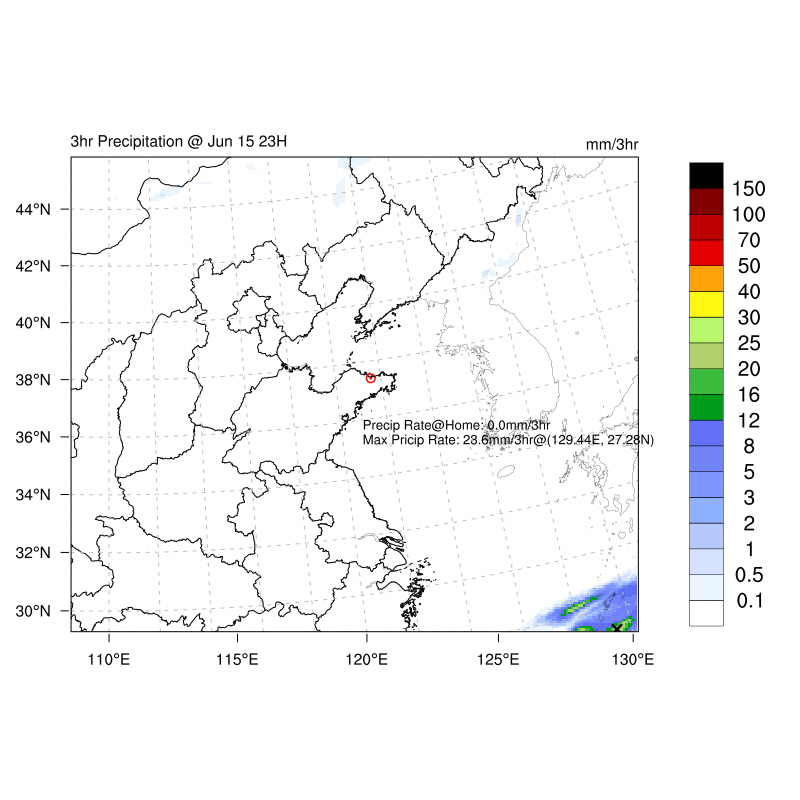 3hr Precipitation @ Jun 15 23H
mm/3hr
44°N
42°N
40°N
38°N
36°N
34°N
32°N
30°N
110°E
115°E
120°E
125°E
130°E
Precip Rate@Home: 0.0mm/3hr
Max Pricip Rate: 23.6mm/3hr@(129.44E, 27.28N)
150
100
70
50
40
30
25
20
16
12
8
5
3
2
1
0.5
0.1